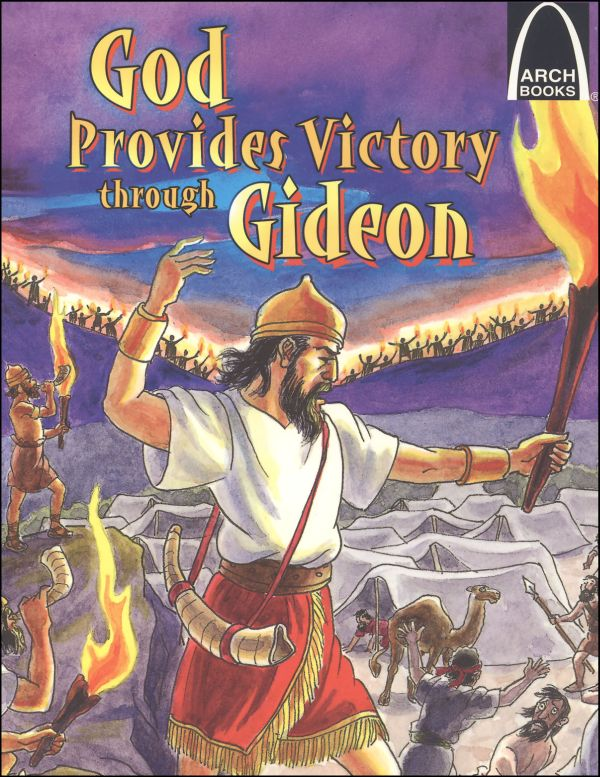 God
Provides Victory
through Gideon
ARCH
BOOKS
®